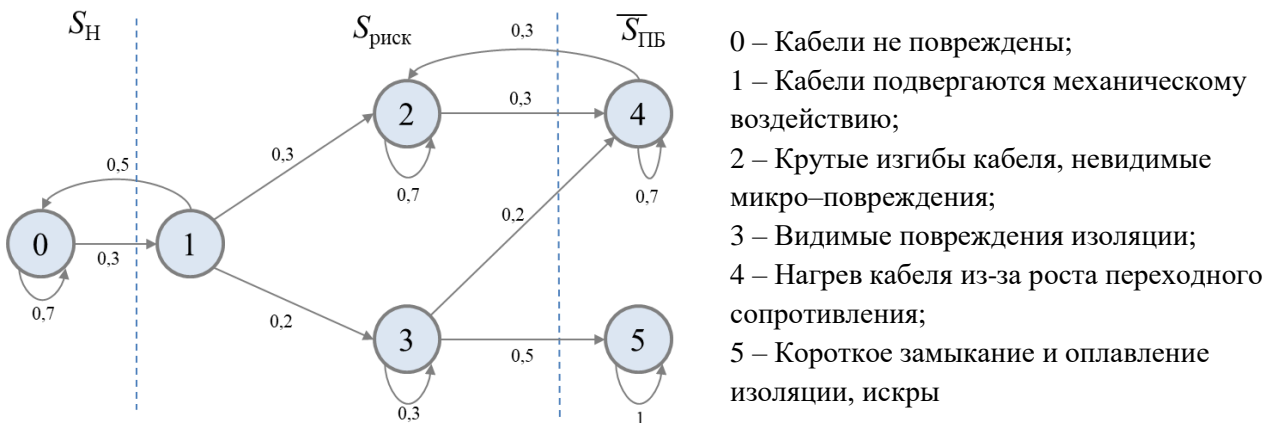 S_Н
S_риск
S̅_ПБ
0,3
0,3
0,5
0,3
0,2
0,2
0,5
0,3
0,7
0,7
0,7
0,3
1
0
1
2
3
4
5
0 – Кабели не повреждены;
1 – Кабели подвергаются механическому
воздействию;
2 – Крутые изгибы кабеля, невидимые
микро–повреждения;
3 – Видимые повреждения изоляции;
4 – Нагрев кабеля из-за роста переходного
сопротивления;
5 – Короткое замыкание и оплавление
изоляции, искры